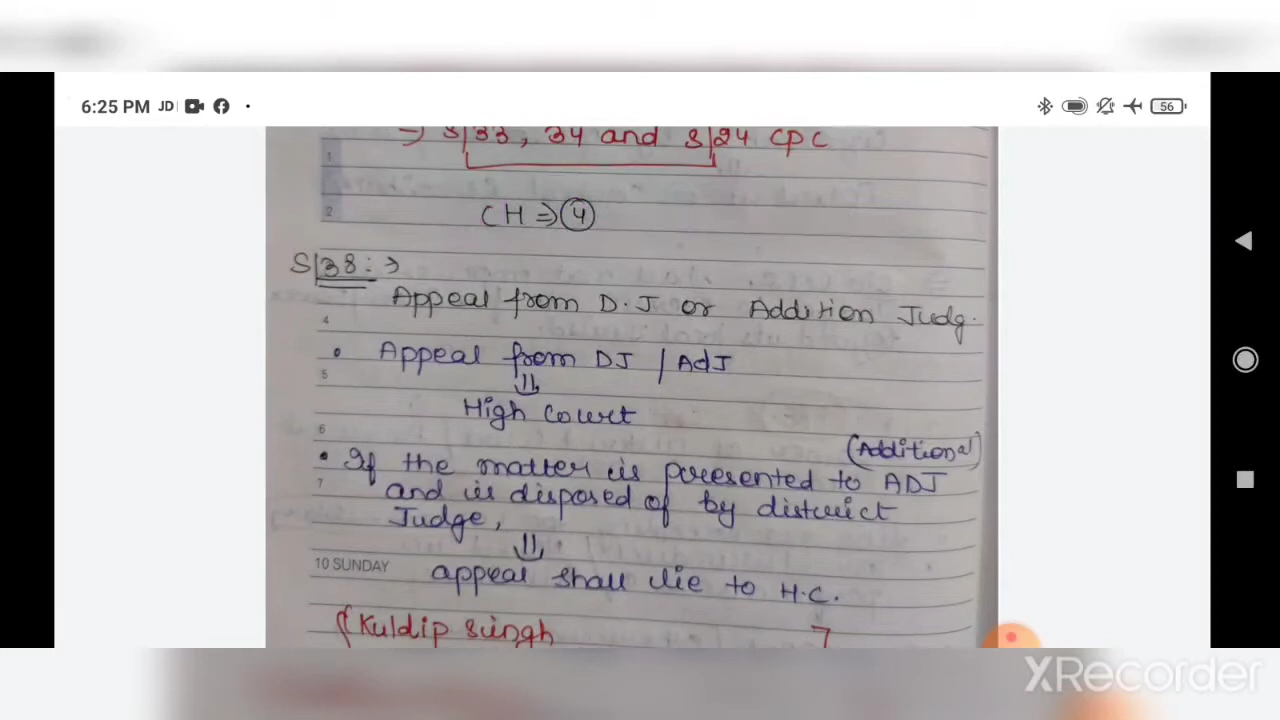 6:25 PM JD
56
→ S|33, 34 and S|24 CPC
1
2
CH ⇒ 4
S|38:→
Appeal from D.J or Addition Judg.
4
• Appeal from DJ / AdJ
5
⇓
High Court
6
(Additional)
• If the matter is presented to ADJ
7
and is disposed of by district
Judge,
⇓
10 SUNDAY
appeal shall lie to H.C.
{Kuldip singh
XRecorder